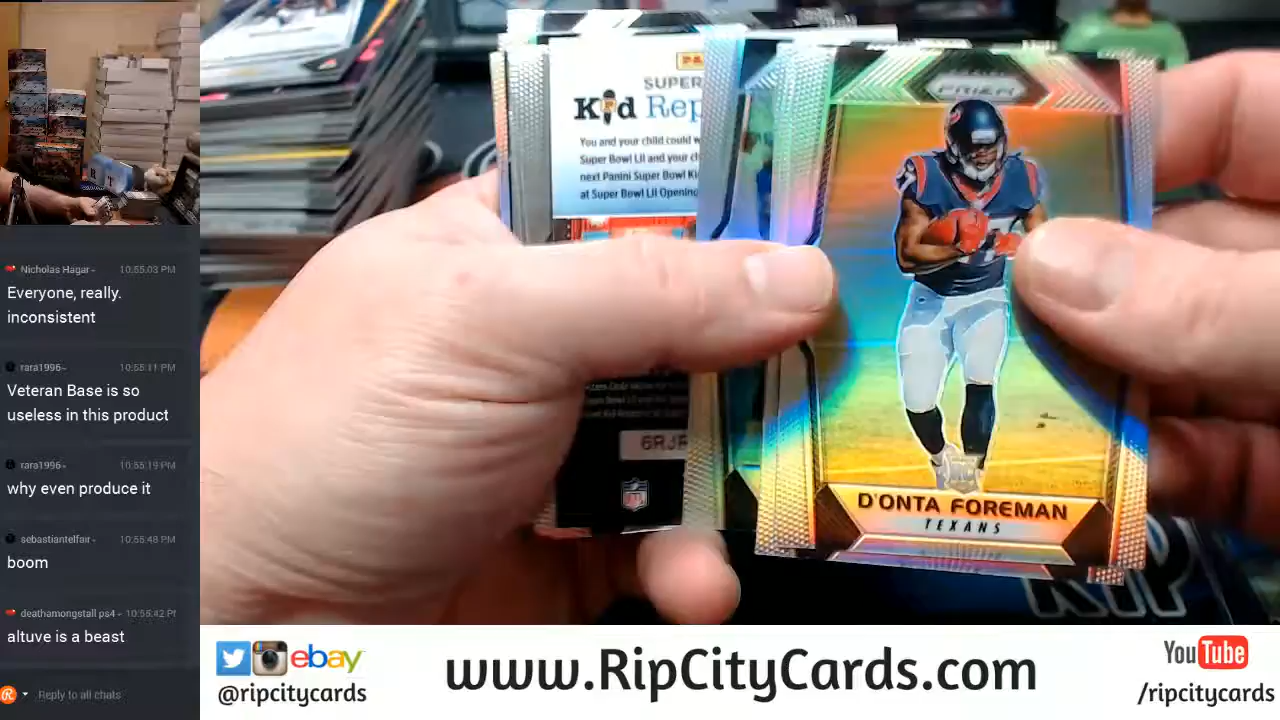 Nicholas Hagar- 10:55:03 PM
Everyone, really.
inconsistent
rara1996- 10:55:11 PM
Veteran Base is so
useless in this product
rara1996- 10:55:19 PM
why even produce it
sebastiantelfair- 10:55:48 PM
boom
deathamongstall ps4- 10:55:42 PM
altuve is a beast
Reply to all chats
SUPER
Kid Rep
You and your child could w
Super Bowl LII and your ch
next Panini Super Bowl Ki
at Super Bowl LII Opening
6RJF
NFL
PRIZM
D'ONTA FOREMAN
TEXANS
RIP
ebay
@ripcitycards
www.RipCityCards.com
YouTube
/ripcitycards